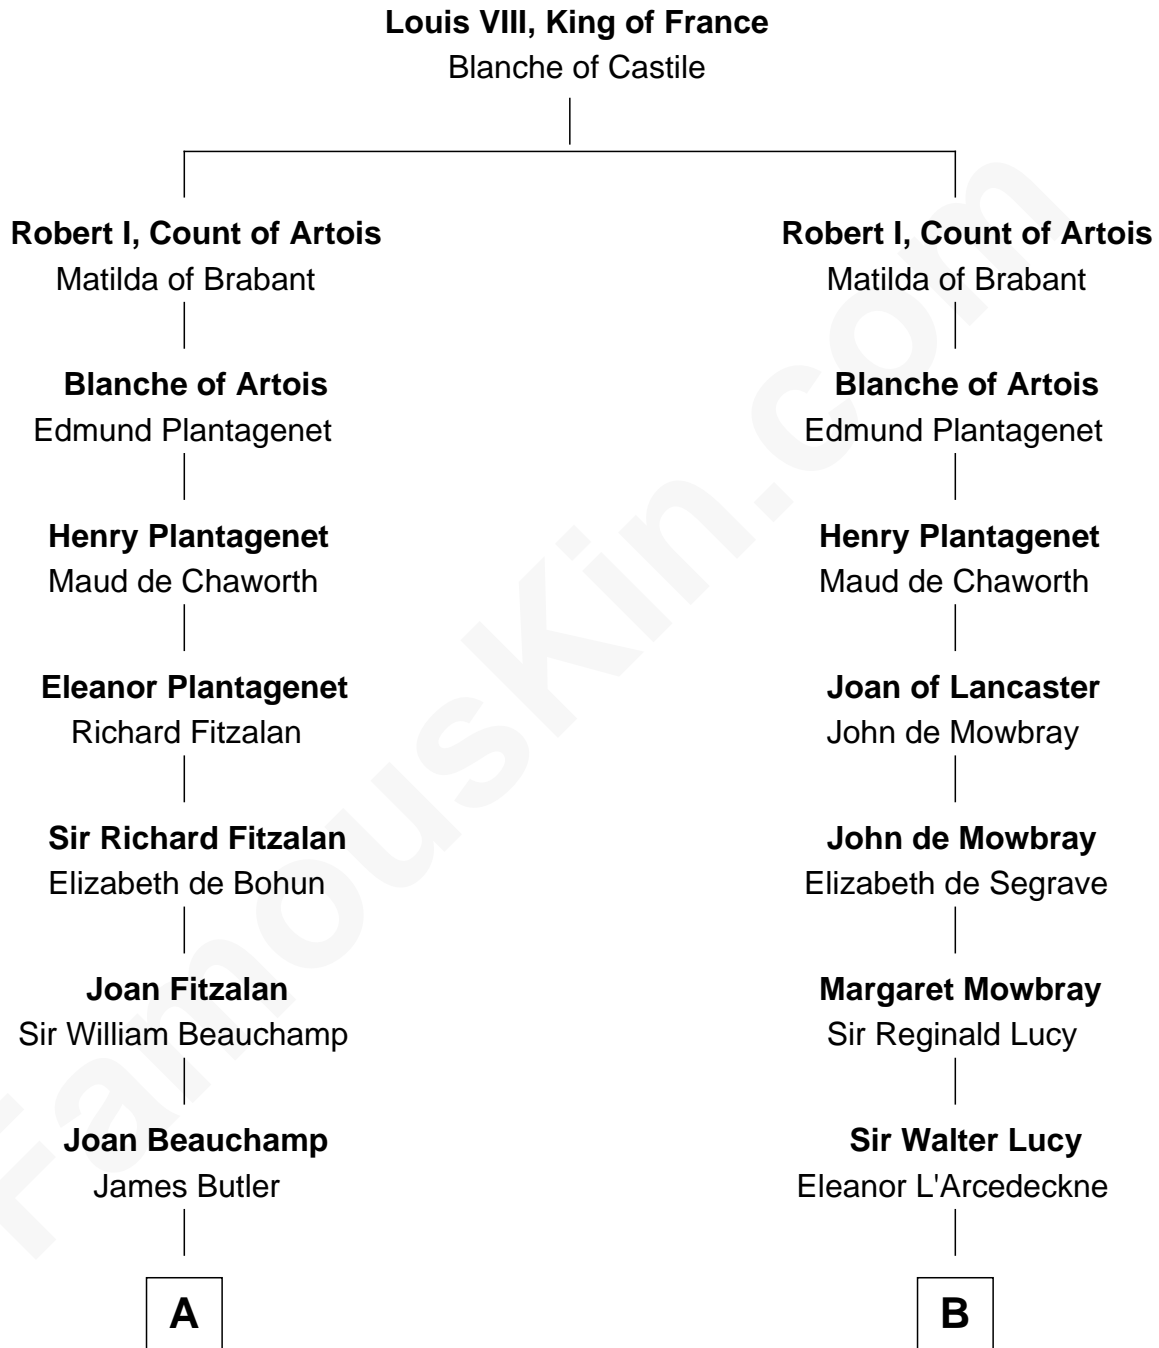 Louis VIII, King of France
Blanche of Castile
Robert I, Count of Artois
Matilda of Brabant
Robert I, Count of Artois
Matilda of Brabant
Blanche of Artois
Edmund Plantagenet
Blanche of Artois
Edmund Plantagenet
Henry Plantagenet
Maud de Chaworth
Henry Plantagenet
Maud de Chaworth
Eleanor Plantagenet
Richard Fitzalan
Joan of Lancaster
John de Mowbray
Sir Richard Fitzalan
Elizabeth de Bohun
John de Mowbray
Elizabeth de Segrave
Joan Fitzalan
Sir William Beauchamp
Margaret Mowbray
Sir Reginald Lucy
Joan Beauchamp
James Butler
Sir Walter Lucy
Eleanor L'Arcedeckne
A
B
FamousKin.com